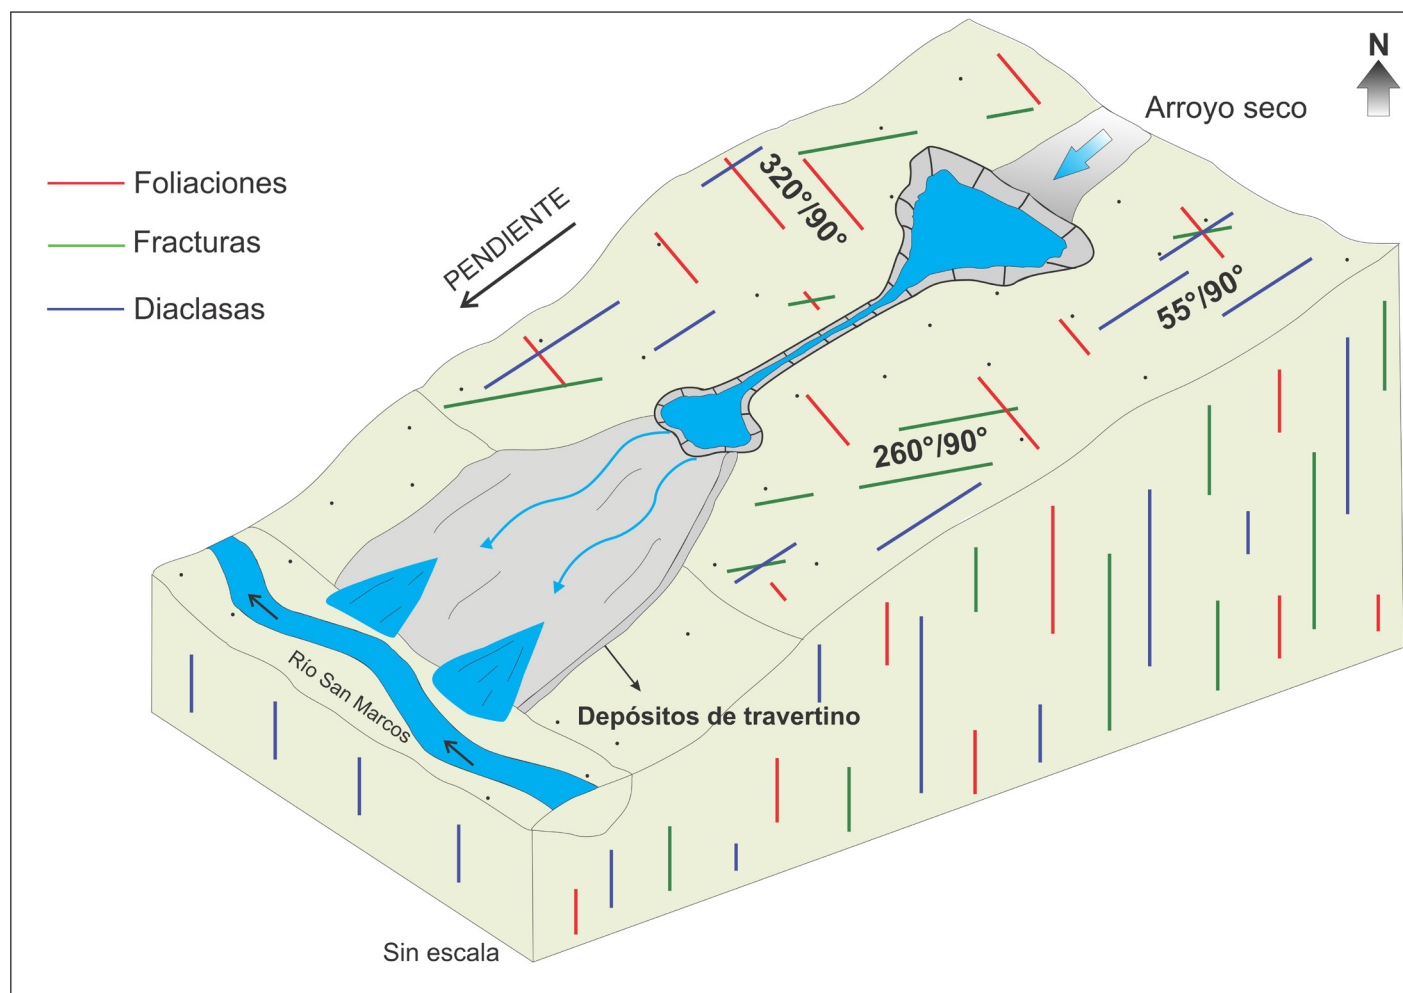 N
Arroyo seco
Foliaciones
Fracturas
Diaclasas
PENDIENTE
320°/90°
55°/90°
260°/90°
Río San Marcos
Depósitos de travertino
Sin escala